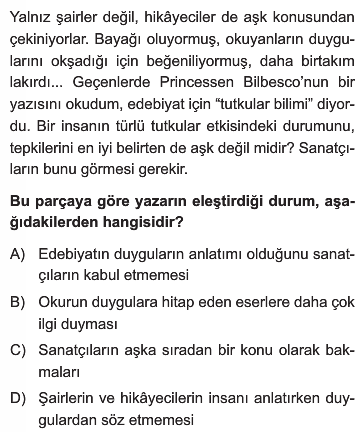 Yalnız şairler değil, hikâyeciler de aşk konusundan
çekiniyorlar. Bayağı oluyormuş, okuyanların duygu-
larını okşadığı için beğeniliyormuş, daha birtakım
lakırdı... Geçenlerde Princessen Bilbesco’nun bir
yazısını okudum, edebiyat için “tutkular bilimi” diyor-
du. Bir insanın türlü tutkular etkisindeki durumunu,
tepkilerini en iyi belirten de aşk değil midir? Sanatçı-
ların bunu görmesi gerekir.
Bu parçaya göre yazarın eleştirdiği durum, aşa-
ğıdakilerden hangisidir?
A) Edebiyatın duyguların anlatımı olduğunu sanat-
çıların kabul etmemesi
B) Okurun duygulara hitap eden eserlere daha çok
ilgi duyması
C) Sanatçıların aşka sıradan bir konu olarak bak-
maları
D) Şairlerin ve hikâyecilerin insanı anlatırken duy-
gulardan söz etmemesi